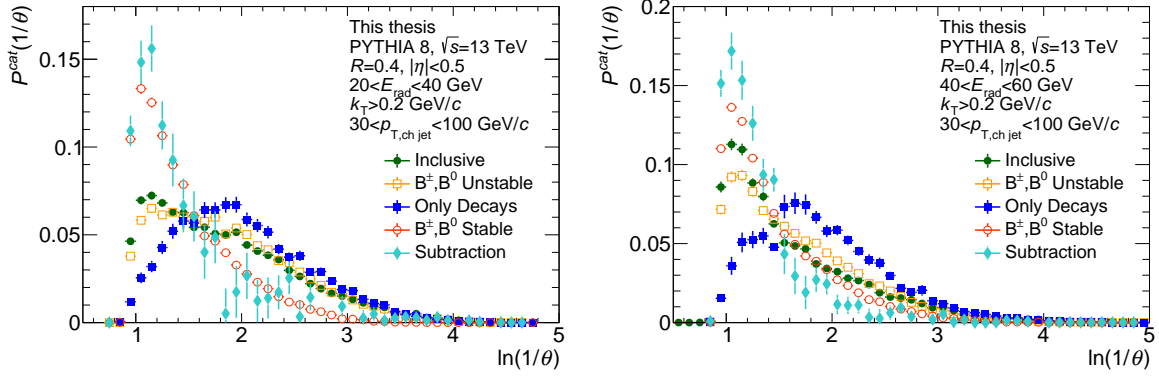 P^cat(1/θ)
0.15
0.1
0.05
0
1
2
3
4
5
ln(1/θ)
This thesis
PYTHIA 8, √s=13 TeV
R=0.4, |η|<0.5
20<E_rad<40 GeV
k_T>0.2 GeV/c
30<p_T,ch jet<100 GeV/c
Inclusive
B±,B⁰ Unstable
Only Decays
B±,B⁰ Stable
Subtraction
P^cat(1/θ)
0.2
0.15
0.1
0.05
0
1
2
3
4
5
ln(1/θ)
This thesis
PYTHIA 8, √s=13 TeV
R=0.4, |η|<0.5
40<E_rad<60 GeV
k_T>0.2 GeV/c
30<p_T,ch jet<100 GeV/c
Inclusive
B±,B⁰ Unstable
Only Decays
B±,B⁰ Stable
Subtraction